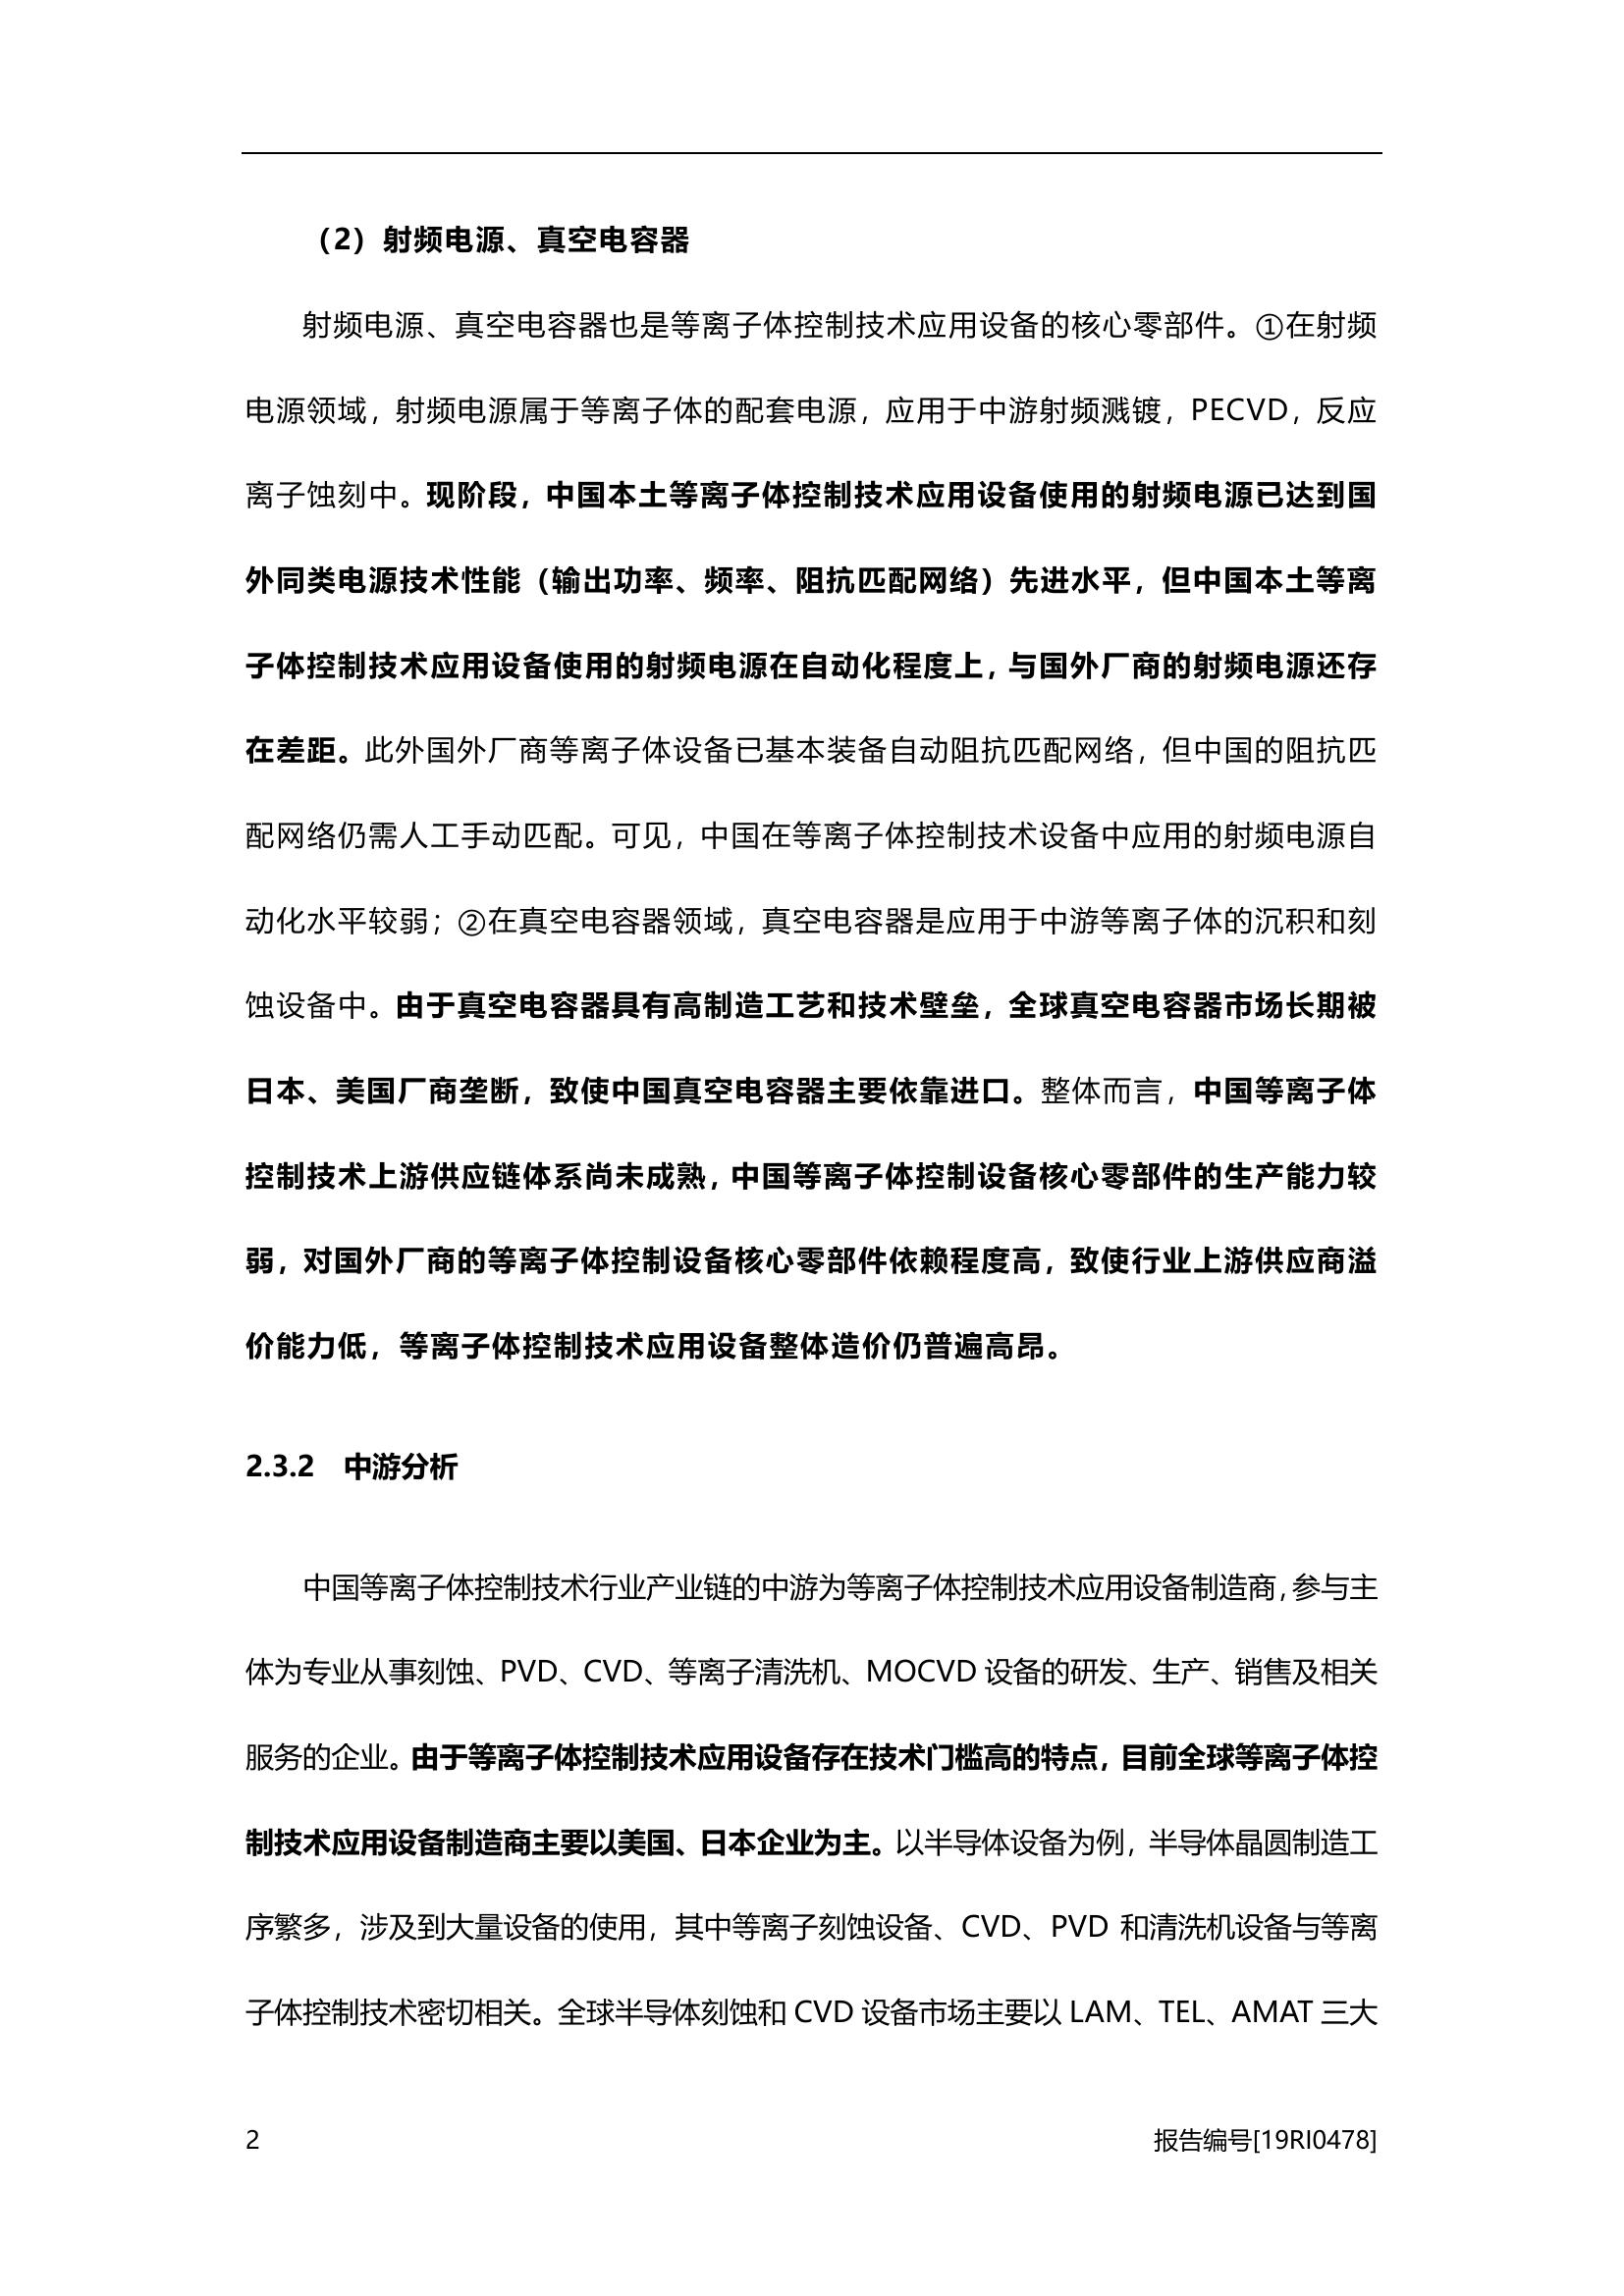 （2）射频电源、真空电容器
射频电源、真空电容器也是等离子体控制技术应用设备的核心零部件。①在射频
电源领域，射频电源属于等离子体的配套电源，应用于中游射频溅镀，PECVD，反应
离子蚀刻中。现阶段，中国本土等离子体控制技术应用设备使用的射频电源已达到国
外同类电源技术性能（输出功率、频率、阻抗匹配网络）先进水平，但中国本土等离
子体控制技术应用设备使用的射频电源在自动化程度上，与国外厂商的射频电源还存
在差距。此外国外厂商等离子体设备已基本装备自动阻抗匹配网络，但中国的阻抗匹
配网络仍需人工手动匹配。可见，中国在等离子体控制技术设备中应用的射频电源自
动化水平较弱；②在真空电容器领域，真空电容器是应用于中游等离子体的沉积和刻
蚀设备中。由于真空电容器具有高制造工艺和技术壁垒，全球真空电容器市场长期被
日本、美国厂商垄断，致使中国真空电容器主要依靠进口。整体而言，中国等离子体
控制技术上游供应链体系尚未成熟，中国等离子体控制设备核心零部件的生产能力较
弱，对国外厂商的等离子体控制设备核心零部件依赖程度高，致使行业上游供应商溢
价能力低，等离子体控制技术应用设备整体造价仍普遍高昂。
2.3.2 中游分析
中国等离子体控制技术行业产业链的中游为等离子体控制技术应用设备制造商，参与主
体为专业从事刻蚀、PVD、CVD、等离子清洗机、MOCVD 设备的研发、生产、销售及相关
服务的企业。由于等离子体控制技术应用设备存在技术门槛高的特点，目前全球等离子体控
制技术应用设备制造商主要以美国、日本企业为主。以半导体设备为例，半导体晶圆制造工
序繁多，涉及到大量设备的使用，其中等离子刻蚀设备、CVD、PVD 和清洗机设备与等离
子体控制技术密切相关。全球半导体刻蚀和 CVD 设备市场主要以 LAM、TEL、AMAT 三大
2 报告编号[19RI0478]